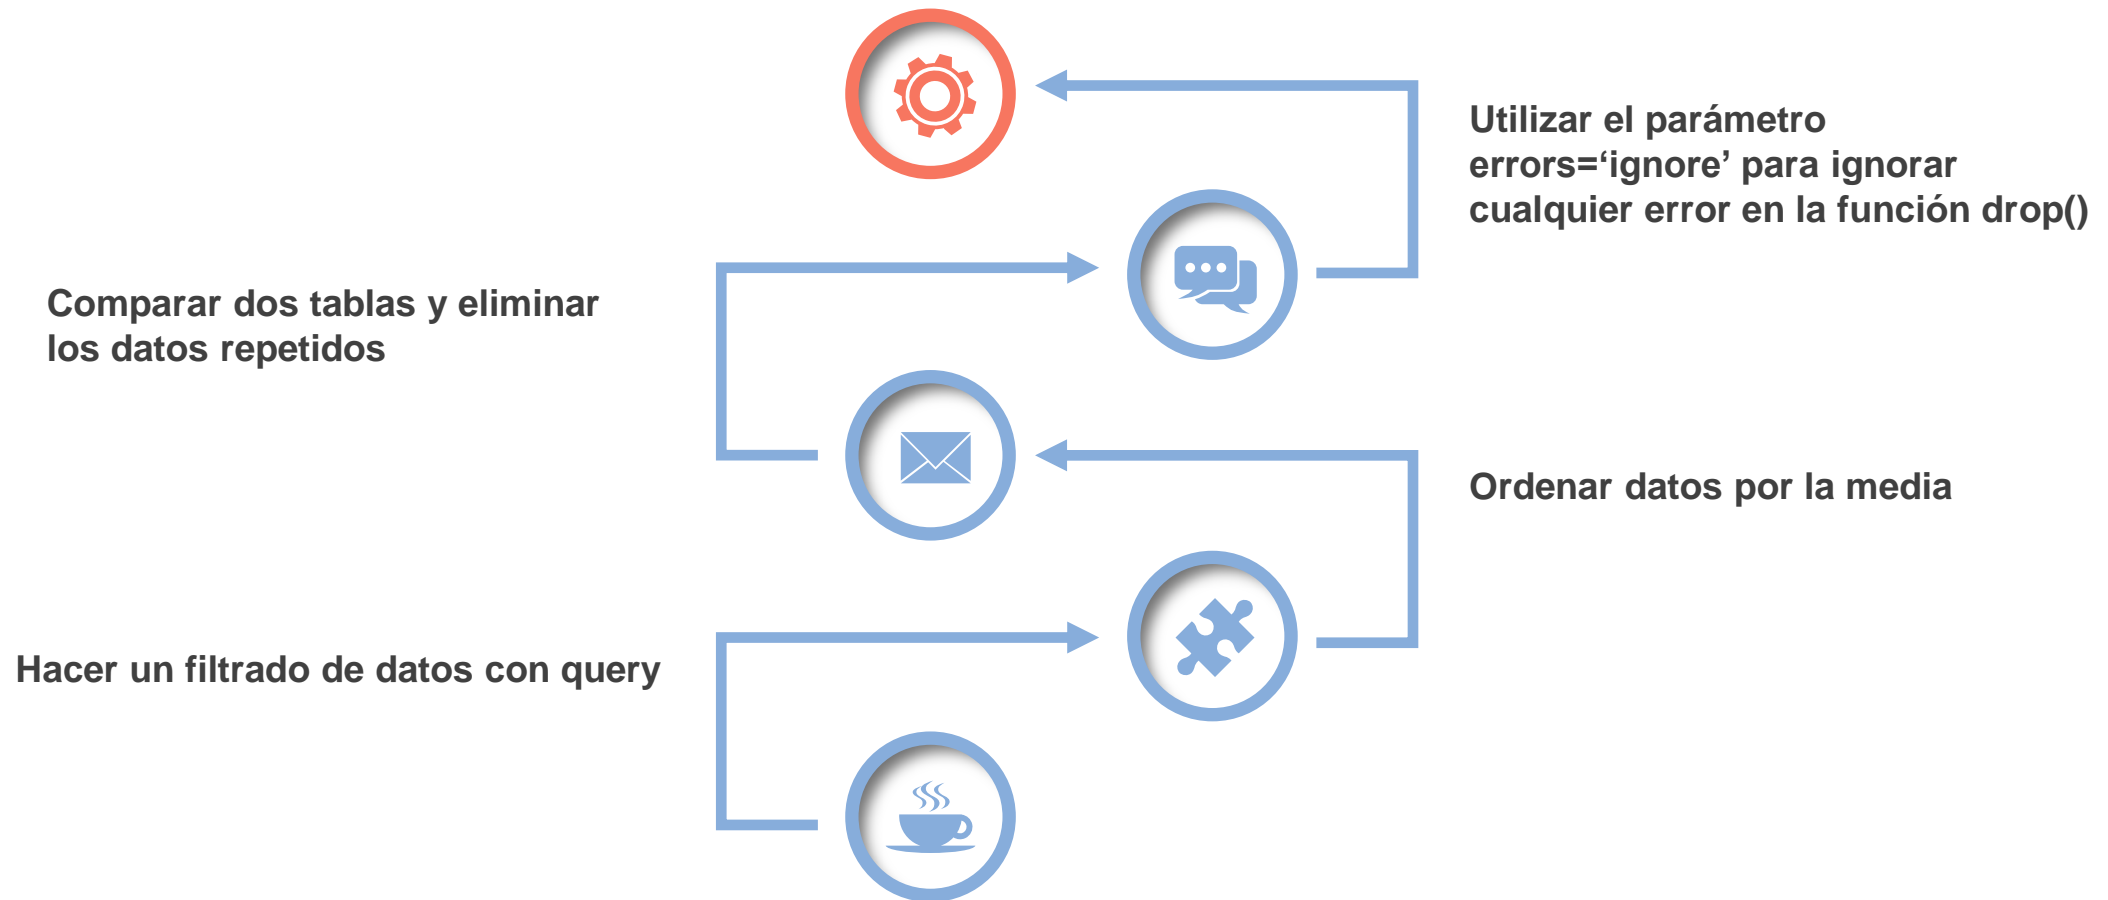 Utilizar el parámetro
errors=‘ignore’ para ignorar
cualquier error en la función drop()
Comparar dos tablas y eliminar
los datos repetidos
Ordenar datos por la media
Hacer un filtrado de datos con query